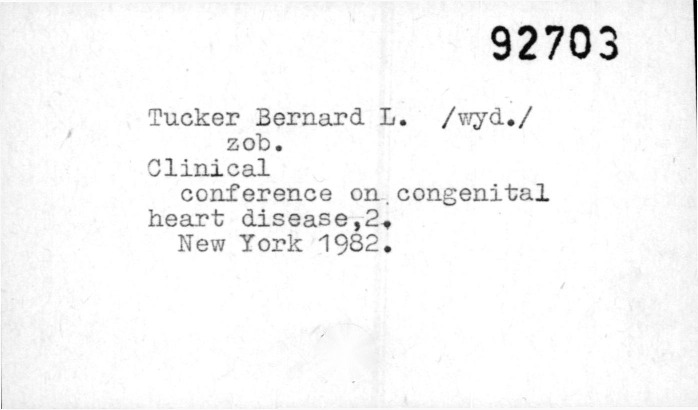 92703
Tucker Bernard L. /wyd./
zob.
Clinical
conference on congenital
heart disease,2.
New York 1982.